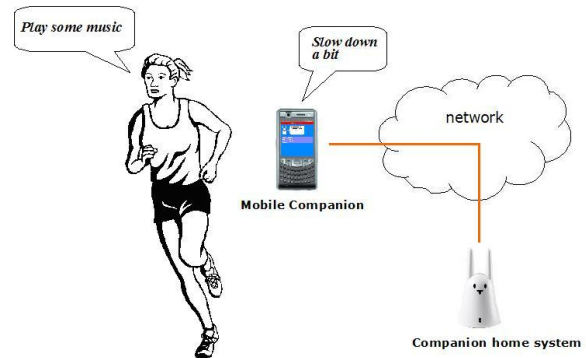 Play some music
Slow down
a bit
network
Mobile Companion
Companion home system